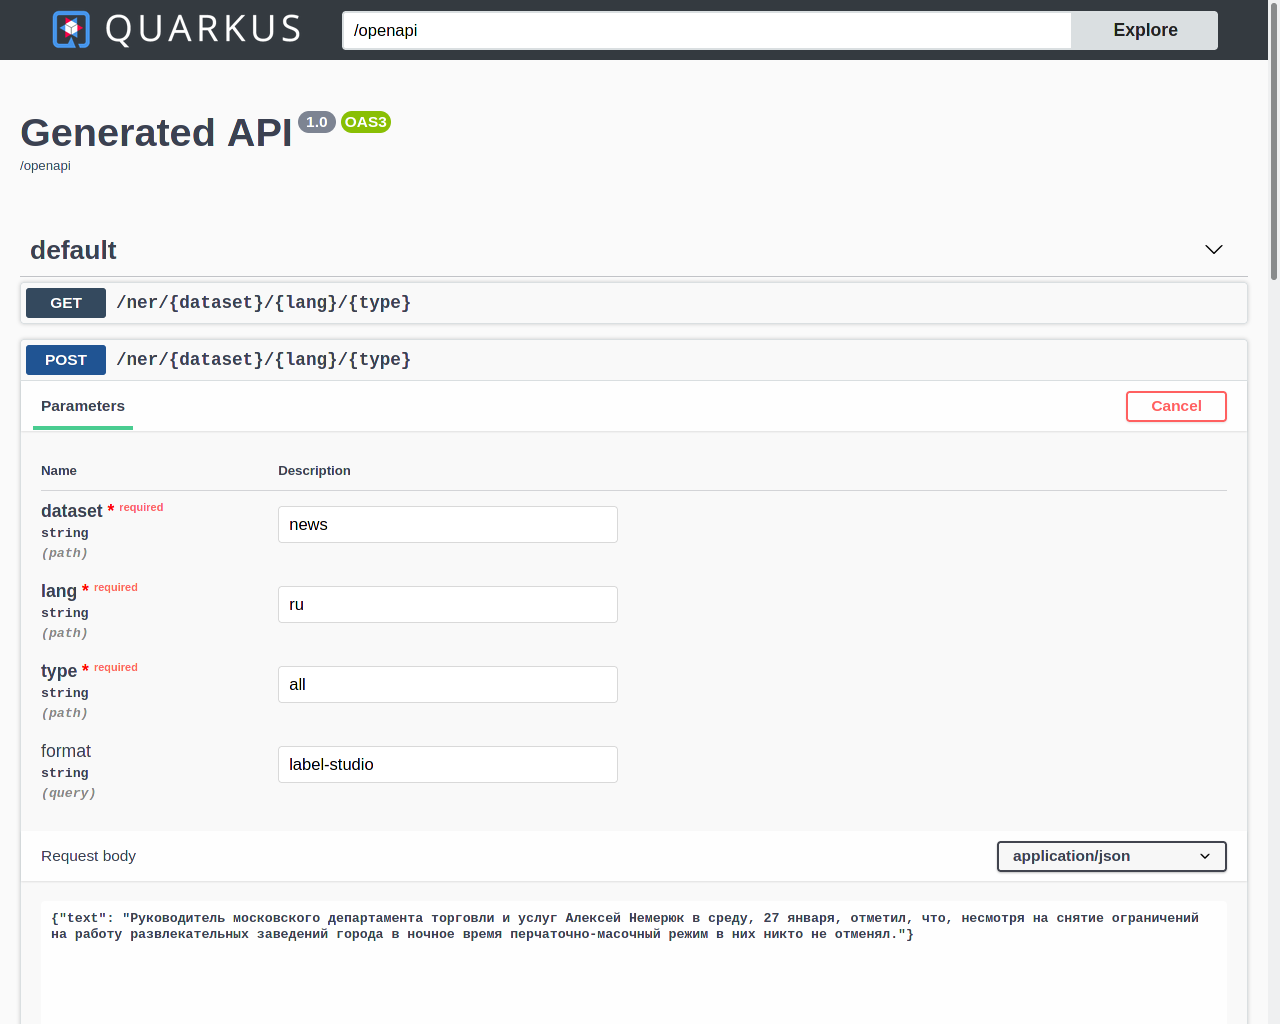 QUARKUS
/openapi
Explore
Generated API 1.0 OAS3
/openapi
default
GET /ner/{dataset}/{lang}/{type}
POST /ner/{dataset}/{lang}/{type}
Parameters
Cancel
Name Description
dataset * required
string
(path)
news
lang * required
string
(path)
ru
type * required
string
(path)
all
format
string
(query)
label-studio
Request body
application/json
{"text": "Руководитель московского департамента торговли и услуг Алексей Немерюк в среду, 27 января, отметил, что, несмотря на снятие ограничений
на работу развлекательных заведений города в ночное время перчаточно-масочный режим в них никто не отменял."}